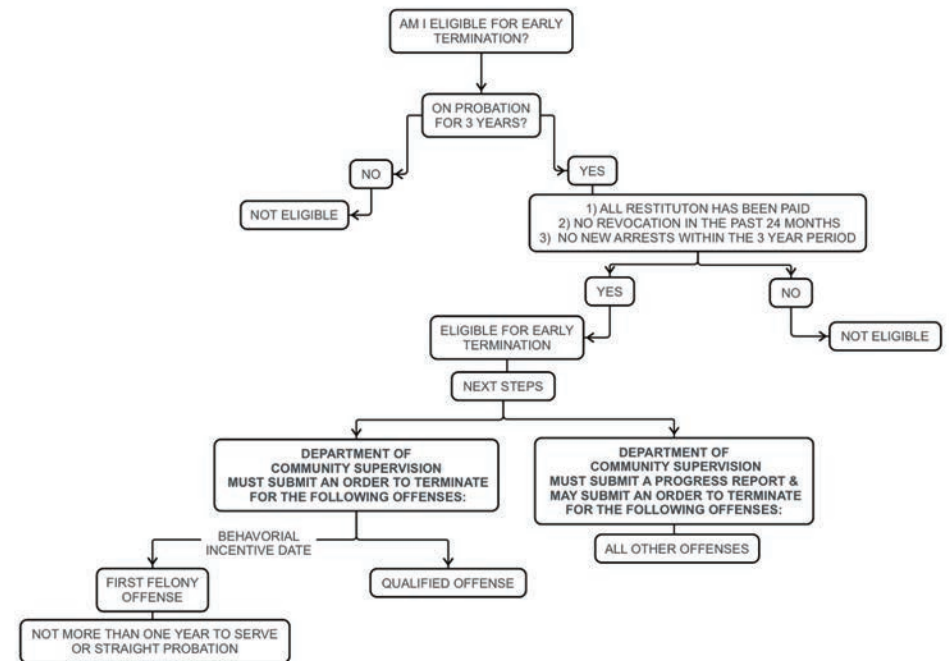 AM I ELIGIBLE FOR EARLY
TERMINATION?
ON PROBATION
FOR 3 YEARS?
NO
YES
NOT ELIGIBLE
1) ALL RESTITUTON HAS BEEN PAID
2) NO REVOCATION IN THE PAST 24 MONTHS
3) NO NEW ARRESTS WITHIN THE 3 YEAR PERIOD
YES
NO
ELIGIBLE FOR EARLY
TERMINATION
NOT ELIGIBLE
NEXT STEPS
DEPARTMENT OF
COMMUNITY SUPERVISION
MUST SUBMIT AN ORDER TO TERMINATE
FOR THE FOLLOWING OFFENSES:
DEPARTMENT OF
COMMUNITY SUPERVISION
MUST SUBMIT A PROGRESS REPORT &
MAY SUBMIT AN ORDER TO TERMINATE
FOR THE FOLLOWING OFFENSES:
BEHAVORIAL
INCENTIVE DATE
ALL OTHER OFFENSES
FIRST FELONY
OFFENSE
QUALIFIED OFFENSE
NOT MORE THAN ONE YEAR TO SERVE
OR STRAIGHT PROBATION